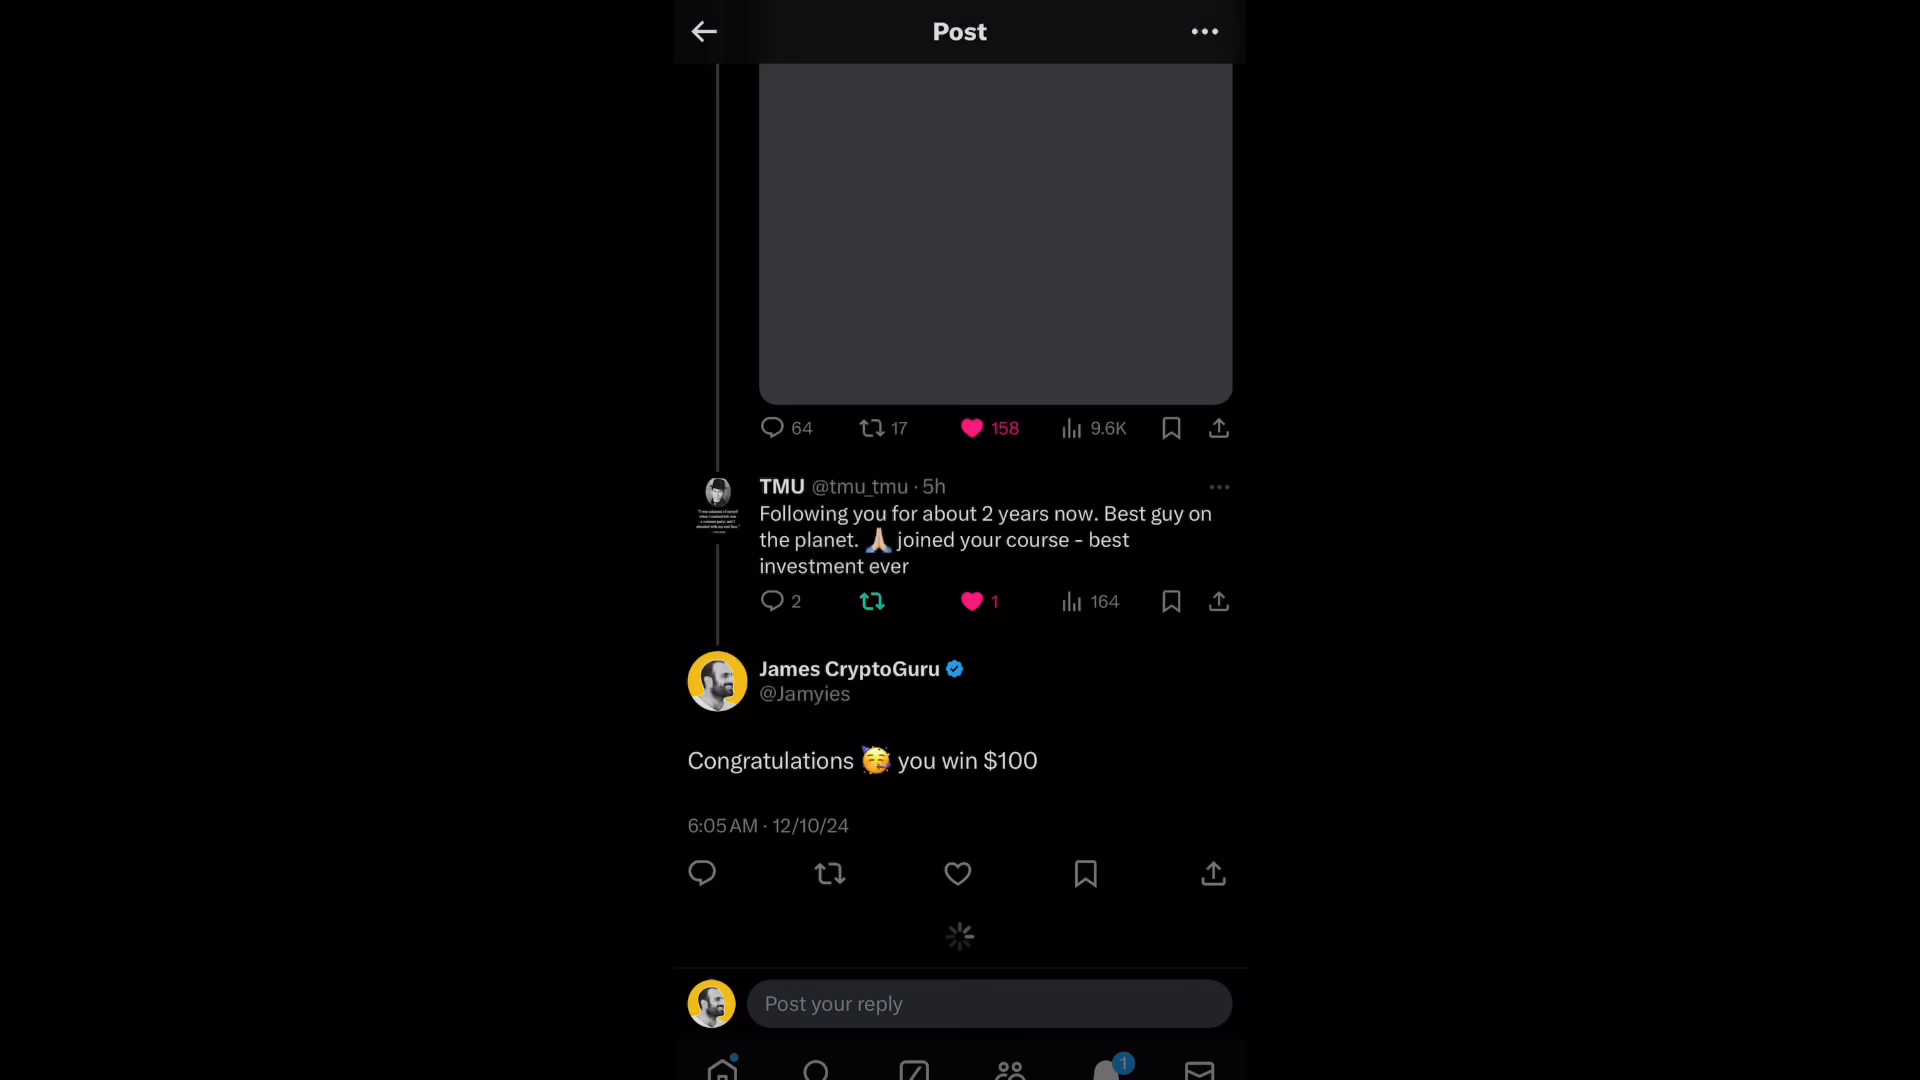 Post
64 17 158 9.6K
TMU @tmu_tmu · 5h
Following you for about 2 years now. Best guy on
the planet. 🙏🏼 joined your course - best
investment ever
2 1 164
James CryptoGuru
@Jamyies
Congratulations 🥳 you win $100
6:05 AM · 12/10/24
Post your reply
1